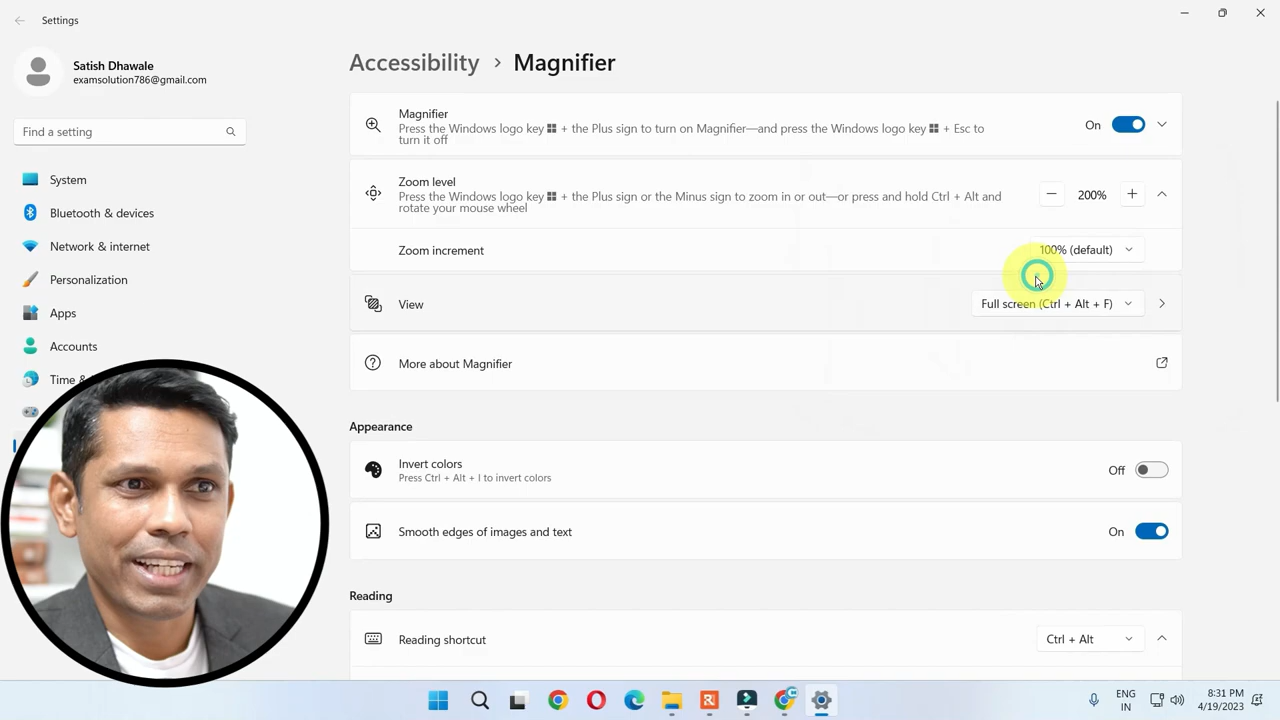 Settings
Satish Dhawale
examsolution786@gmail.com
Find a setting
System
Bluetooth & devices
Network & internet
Personalization
Apps
Accounts
Time &
Accessibility > Magnifier
Magnifier
Press the Windows logo key + the Plus sign to turn on Magnifier—and press the Windows logo key + Esc to
turn it off
On
Zoom level
Press the Windows logo key + the Plus sign or the Minus sign to zoom in or out—or press and hold Ctrl + Alt and
rotate your mouse wheel
200%
Zoom increment
100% (default)
View
Full screen (Ctrl + Alt + F)
More about Magnifier
Appearance
Invert colors
Press Ctrl + Alt + I to invert colors
Off
Smooth edges of images and text
On
Reading
Reading shortcut
Ctrl + Alt
ENG
IN
8:31 PM
4/19/2023